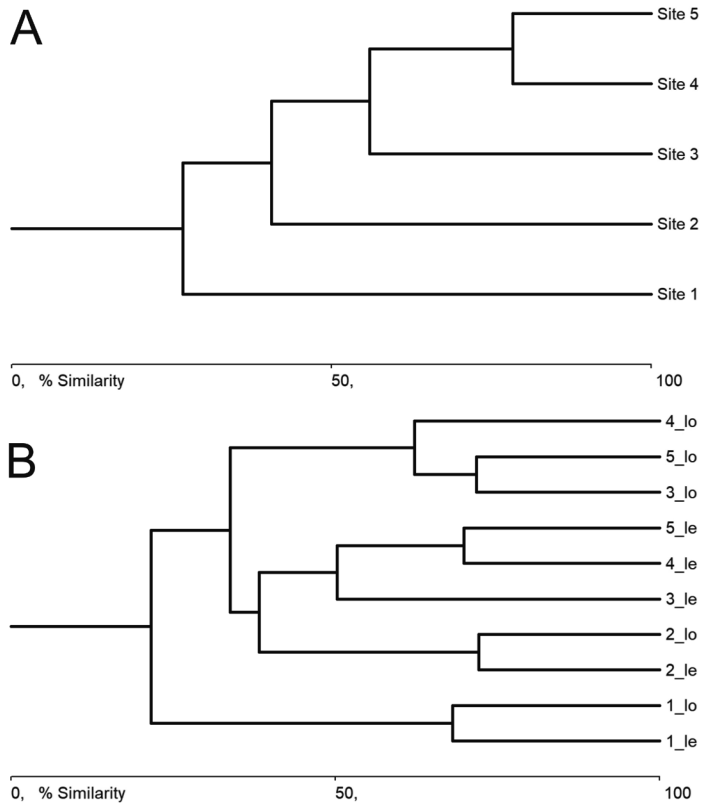 A
Site 5
Site 4
Site 3
Site 2
Site 1
0, % Similarity 50, 100
B
4_lo
5_lo
3_lo
5_le
4_le
3_le
2_lo
2_le
1_lo
1_le
0, % Similarity 50, 100